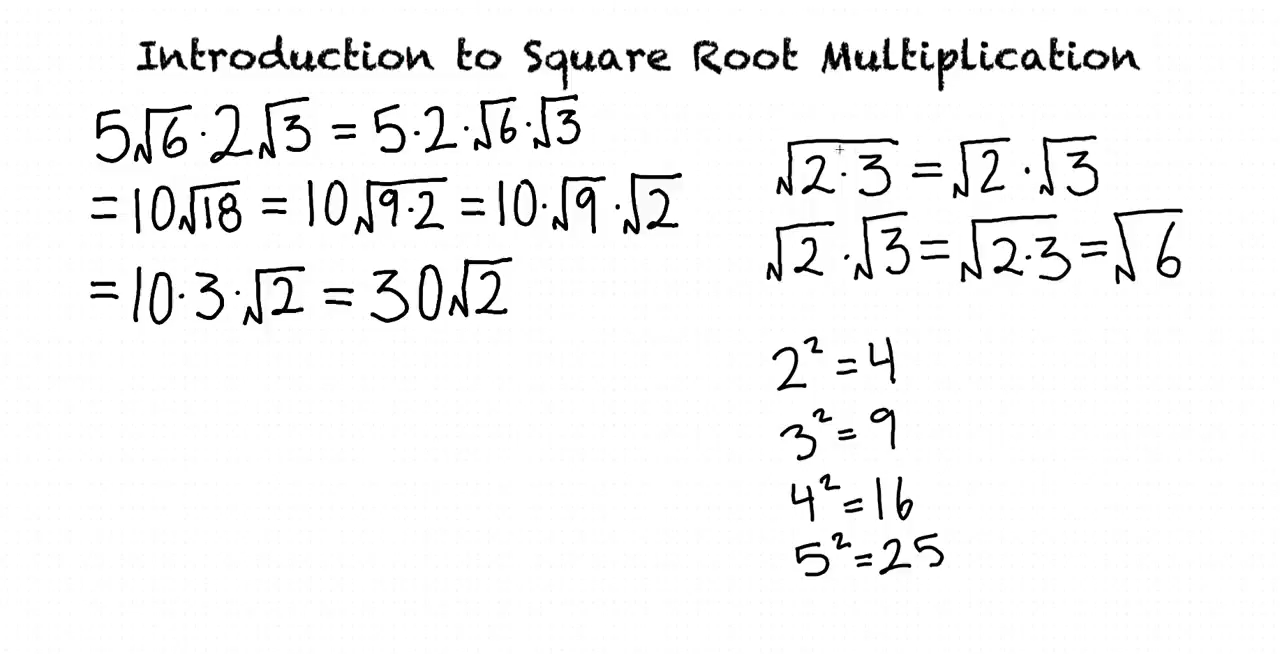 Introduction to Square Root Multiplication
5√6 · 2√3 = 5 · 2 · √6 · √3
= 10√18 = 10√(9·2) = 10 · √9 · √2
= 10 · 3 · √2 = 30√2
√(2·3) = √2 · √3
√2 · √3 = √(2·3) = √6
2² = 4
3² = 9
4² = 16
5² = 25